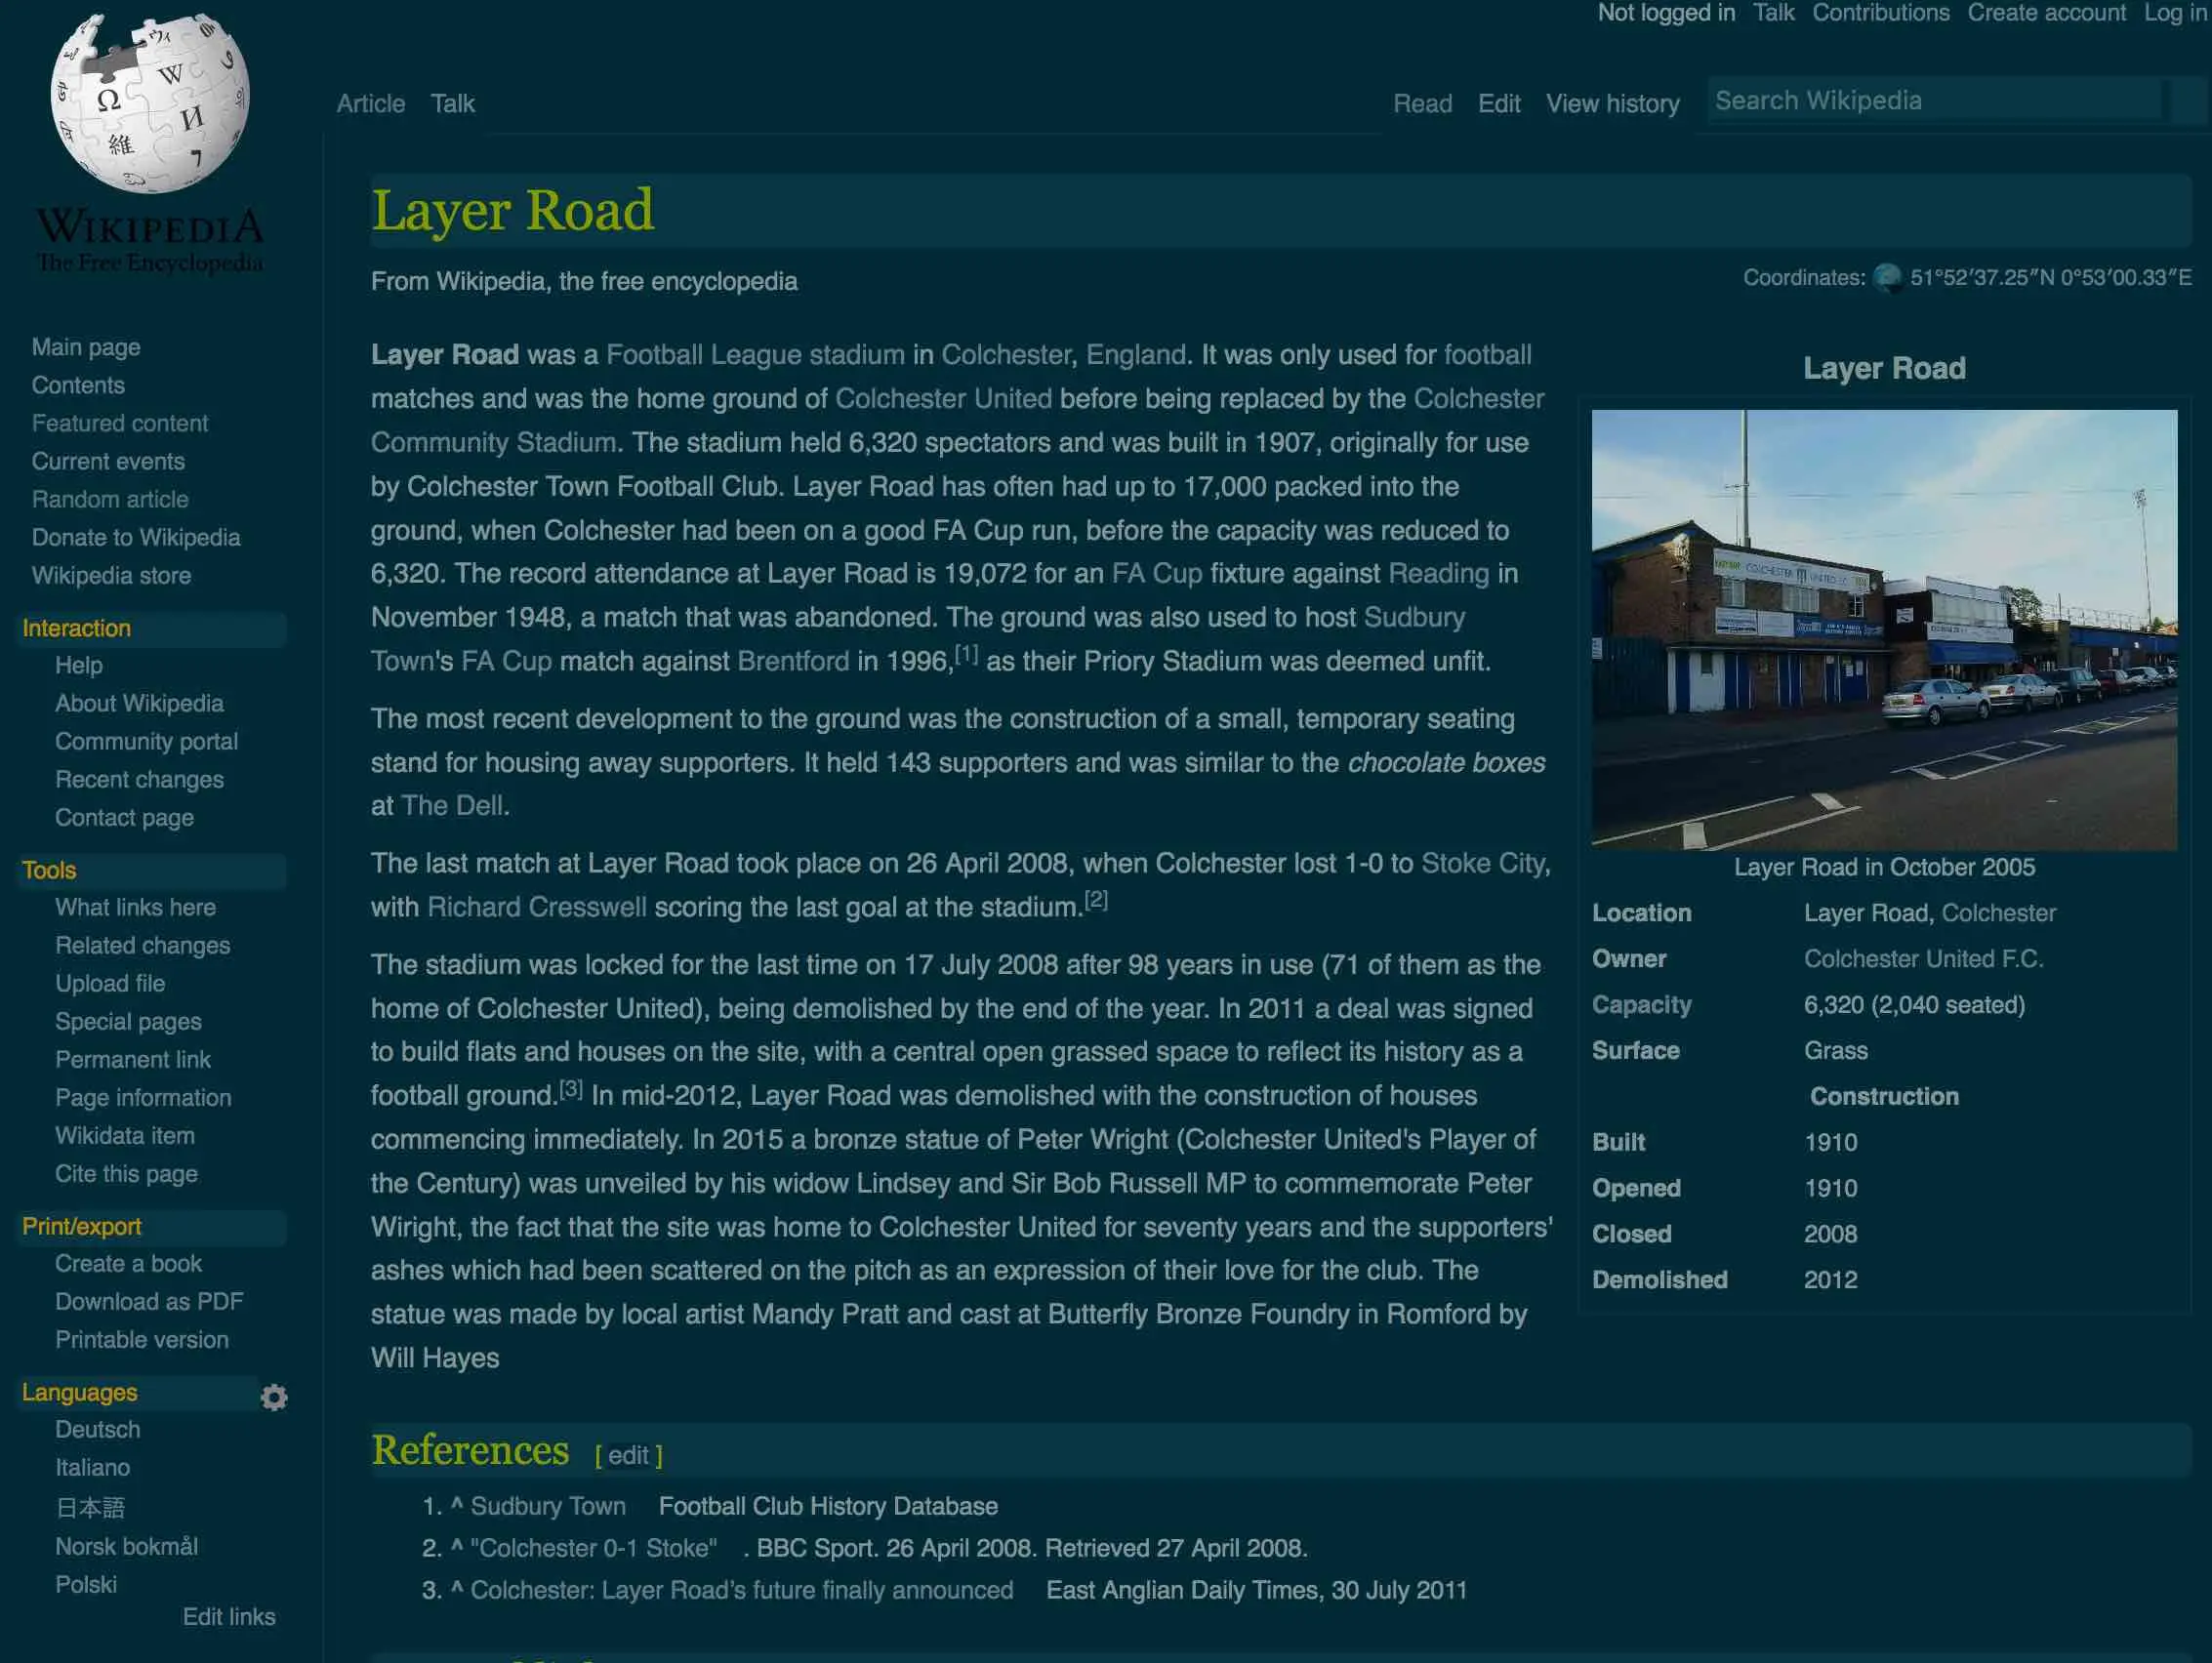 Not logged in Talk Contributions Create account Log in
Article Talk
Read Edit View history Search Wikipedia
WIKIPEDIA
The Free Encyclopedia
Main page
Contents
Featured content
Current events
Random article
Donate to Wikipedia
Wikipedia store
Interaction
Help
About Wikipedia
Community portal
Recent changes
Contact page
Tools
What links here
Related changes
Upload file
Special pages
Permanent link
Page information
Wikidata item
Cite this page
Print/export
Create a book
Download as PDF
Printable version
Languages
Deutsch
Italiano
日本語
Norsk bokmål
Polski
Edit links
Layer Road
From Wikipedia, the free encyclopedia
Coordinates: 51°52′37.25″N 0°53′00.33″E
Layer Road was a Football League stadium in Colchester, England. It was only used for football
matches and was the home ground of Colchester United before being replaced by the Colchester
Community Stadium. The stadium held 6,320 spectators and was built in 1907, originally for use
by Colchester Town Football Club. Layer Road has often had up to 17,000 packed into the
ground, when Colchester had been on a good FA Cup run, before the capacity was reduced to
6,320. The record attendance at Layer Road is 19,072 for an FA Cup fixture against Reading in
November 1948, a match that was abandoned. The ground was also used to host Sudbury
Town's FA Cup match against Brentford in 1996,[1] as their Priory Stadium was deemed unfit.
The most recent development to the ground was the construction of a small, temporary seating
stand for housing away supporters. It held 143 supporters and was similar to the chocolate boxes
at The Dell.
The last match at Layer Road took place on 26 April 2008, when Colchester lost 1-0 to Stoke City,
with Richard Cresswell scoring the last goal at the stadium.[2]
The stadium was locked for the last time on 17 July 2008 after 98 years in use (71 of them as the
home of Colchester United), being demolished by the end of the year. In 2011 a deal was signed
to build flats and houses on the site, with a central open grassed space to reflect its history as a
football ground.[3] In mid-2012, Layer Road was demolished with the construction of houses
commencing immediately. In 2015 a bronze statue of Peter Wright (Colchester United's Player of
the Century) was unveiled by his widow Lindsey and Sir Bob Russell MP to commemorate Peter
Wiright, the fact that the site was home to Colchester United for seventy years and the supporters'
ashes which had been scattered on the pitch as an expression of their love for the club. The
statue was made by local artist Mandy Pratt and cast at Butterfly Bronze Foundry in Romford by
Will Hayes
Layer Road
COLCHESTER UNITED
Layer Road in October 2005
Location Layer Road, Colchester
Owner Colchester United F.C.
Capacity 6,320 (2,040 seated)
Surface Grass
Construction
Built 1910
Opened 1910
Closed 2008
Demolished 2012
References [ edit ]
1. ^ Sudbury Town Football Club History Database
2. ^ "Colchester 0-1 Stoke" . BBC Sport. 26 April 2008. Retrieved 27 April 2008.
3. ^ Colchester: Layer Road's future finally announced East Anglian Daily Times, 30 July 2011